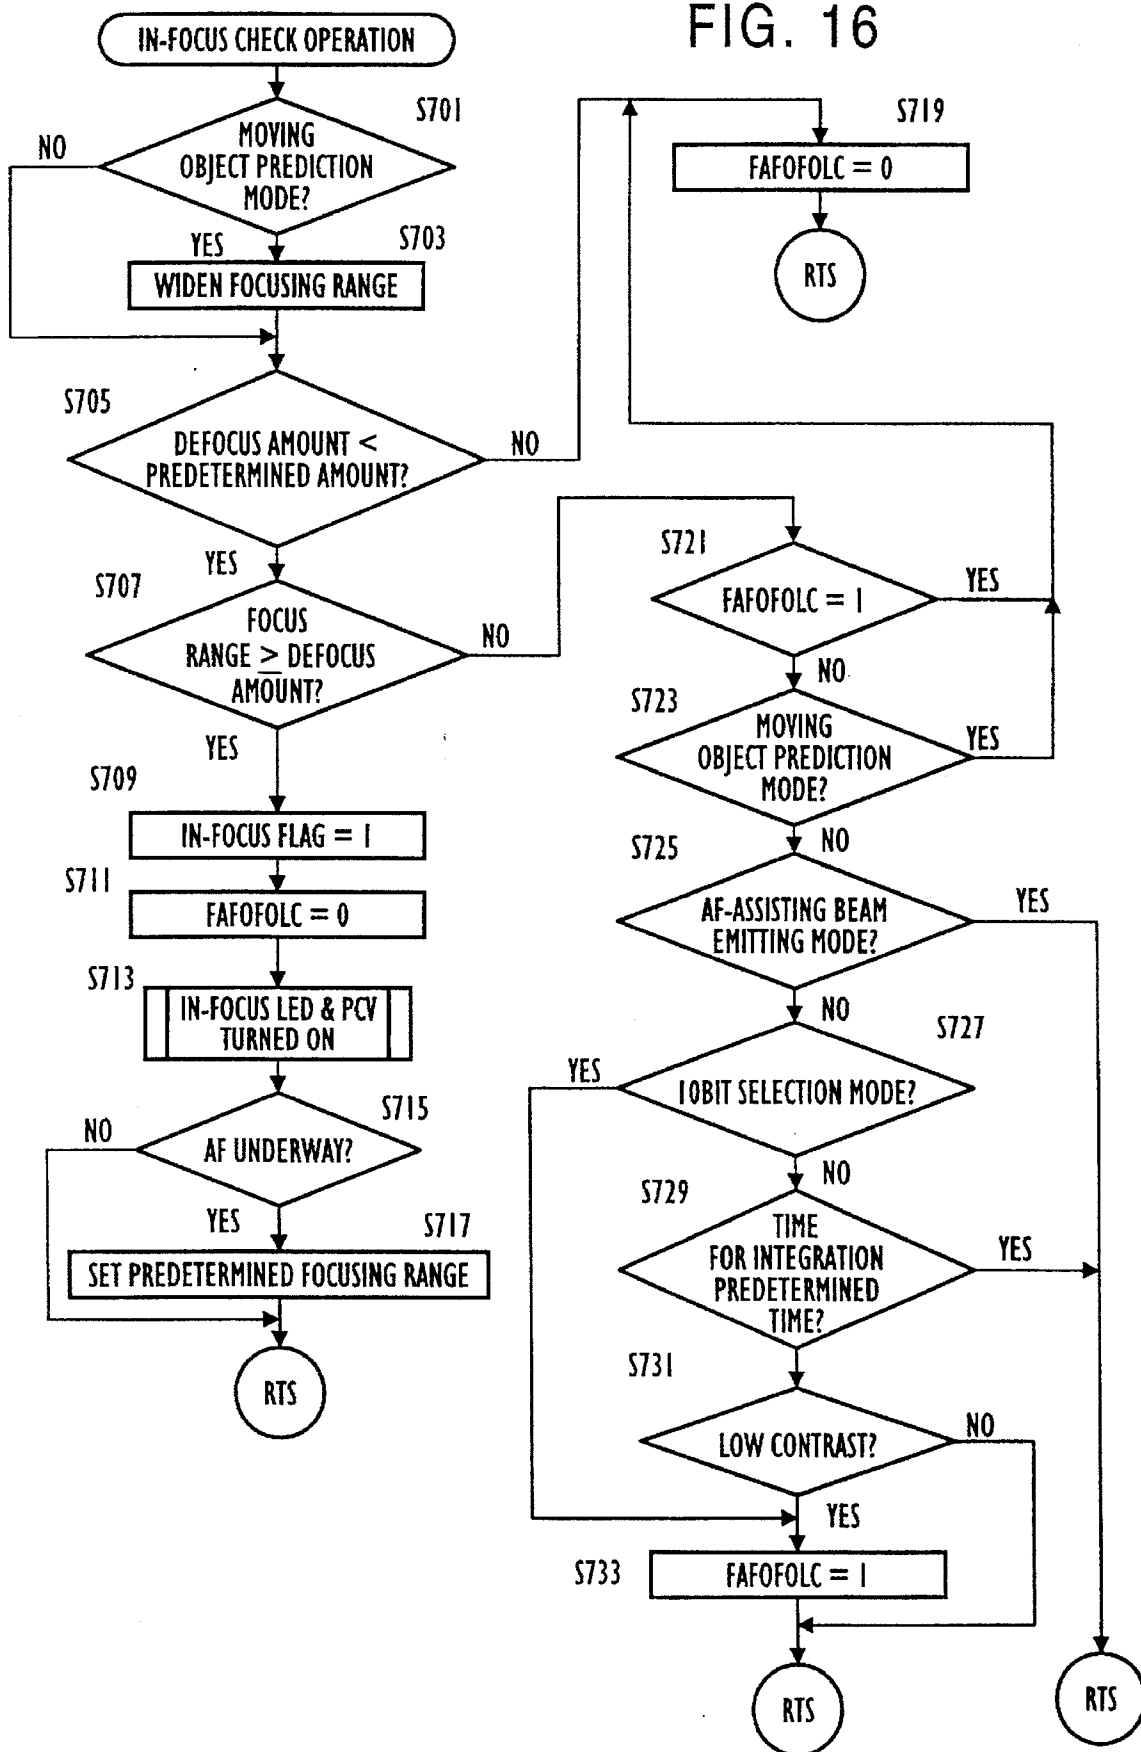 FIG. 16
IN-FOCUS CHECK OPERATION
S701
MOVING
OBJECT PREDICTION
MODE?
NO
YES
S703
WIDEN FOCUSING RANGE
S705
DEFOCUS AMOUNT <
PREDETERMINED AMOUNT?
NO
YES
S707
FOCUS
RANGE ≥ DEFOCUS
AMOUNT?
NO
YES
S709
IN-FOCUS FLAG = 1
S711
FAFOFOLC = 0
S713
IN-FOCUS LED & PCV
TURNED ON
S715
AF UNDERWAY?
NO
YES
S717
SET PREDETERMINED FOCUSING RANGE
RTS
S719
FAFOFOLC = 0
RTS
S721
FAFOFOLC = 1
YES
NO
S723
MOVING
OBJECT PREDICTION
MODE?
YES
NO
S725
AF-ASSISTING BEAM
EMITTING MODE?
YES
NO
S727
10BIT SELECTION MODE?
YES
NO
S729
TIME
FOR INTEGRATION
PREDETERMINED
TIME?
YES
S731
LOW CONTRAST?
NO
YES
S733
FAFOFOLC = 1
RTS
RTS